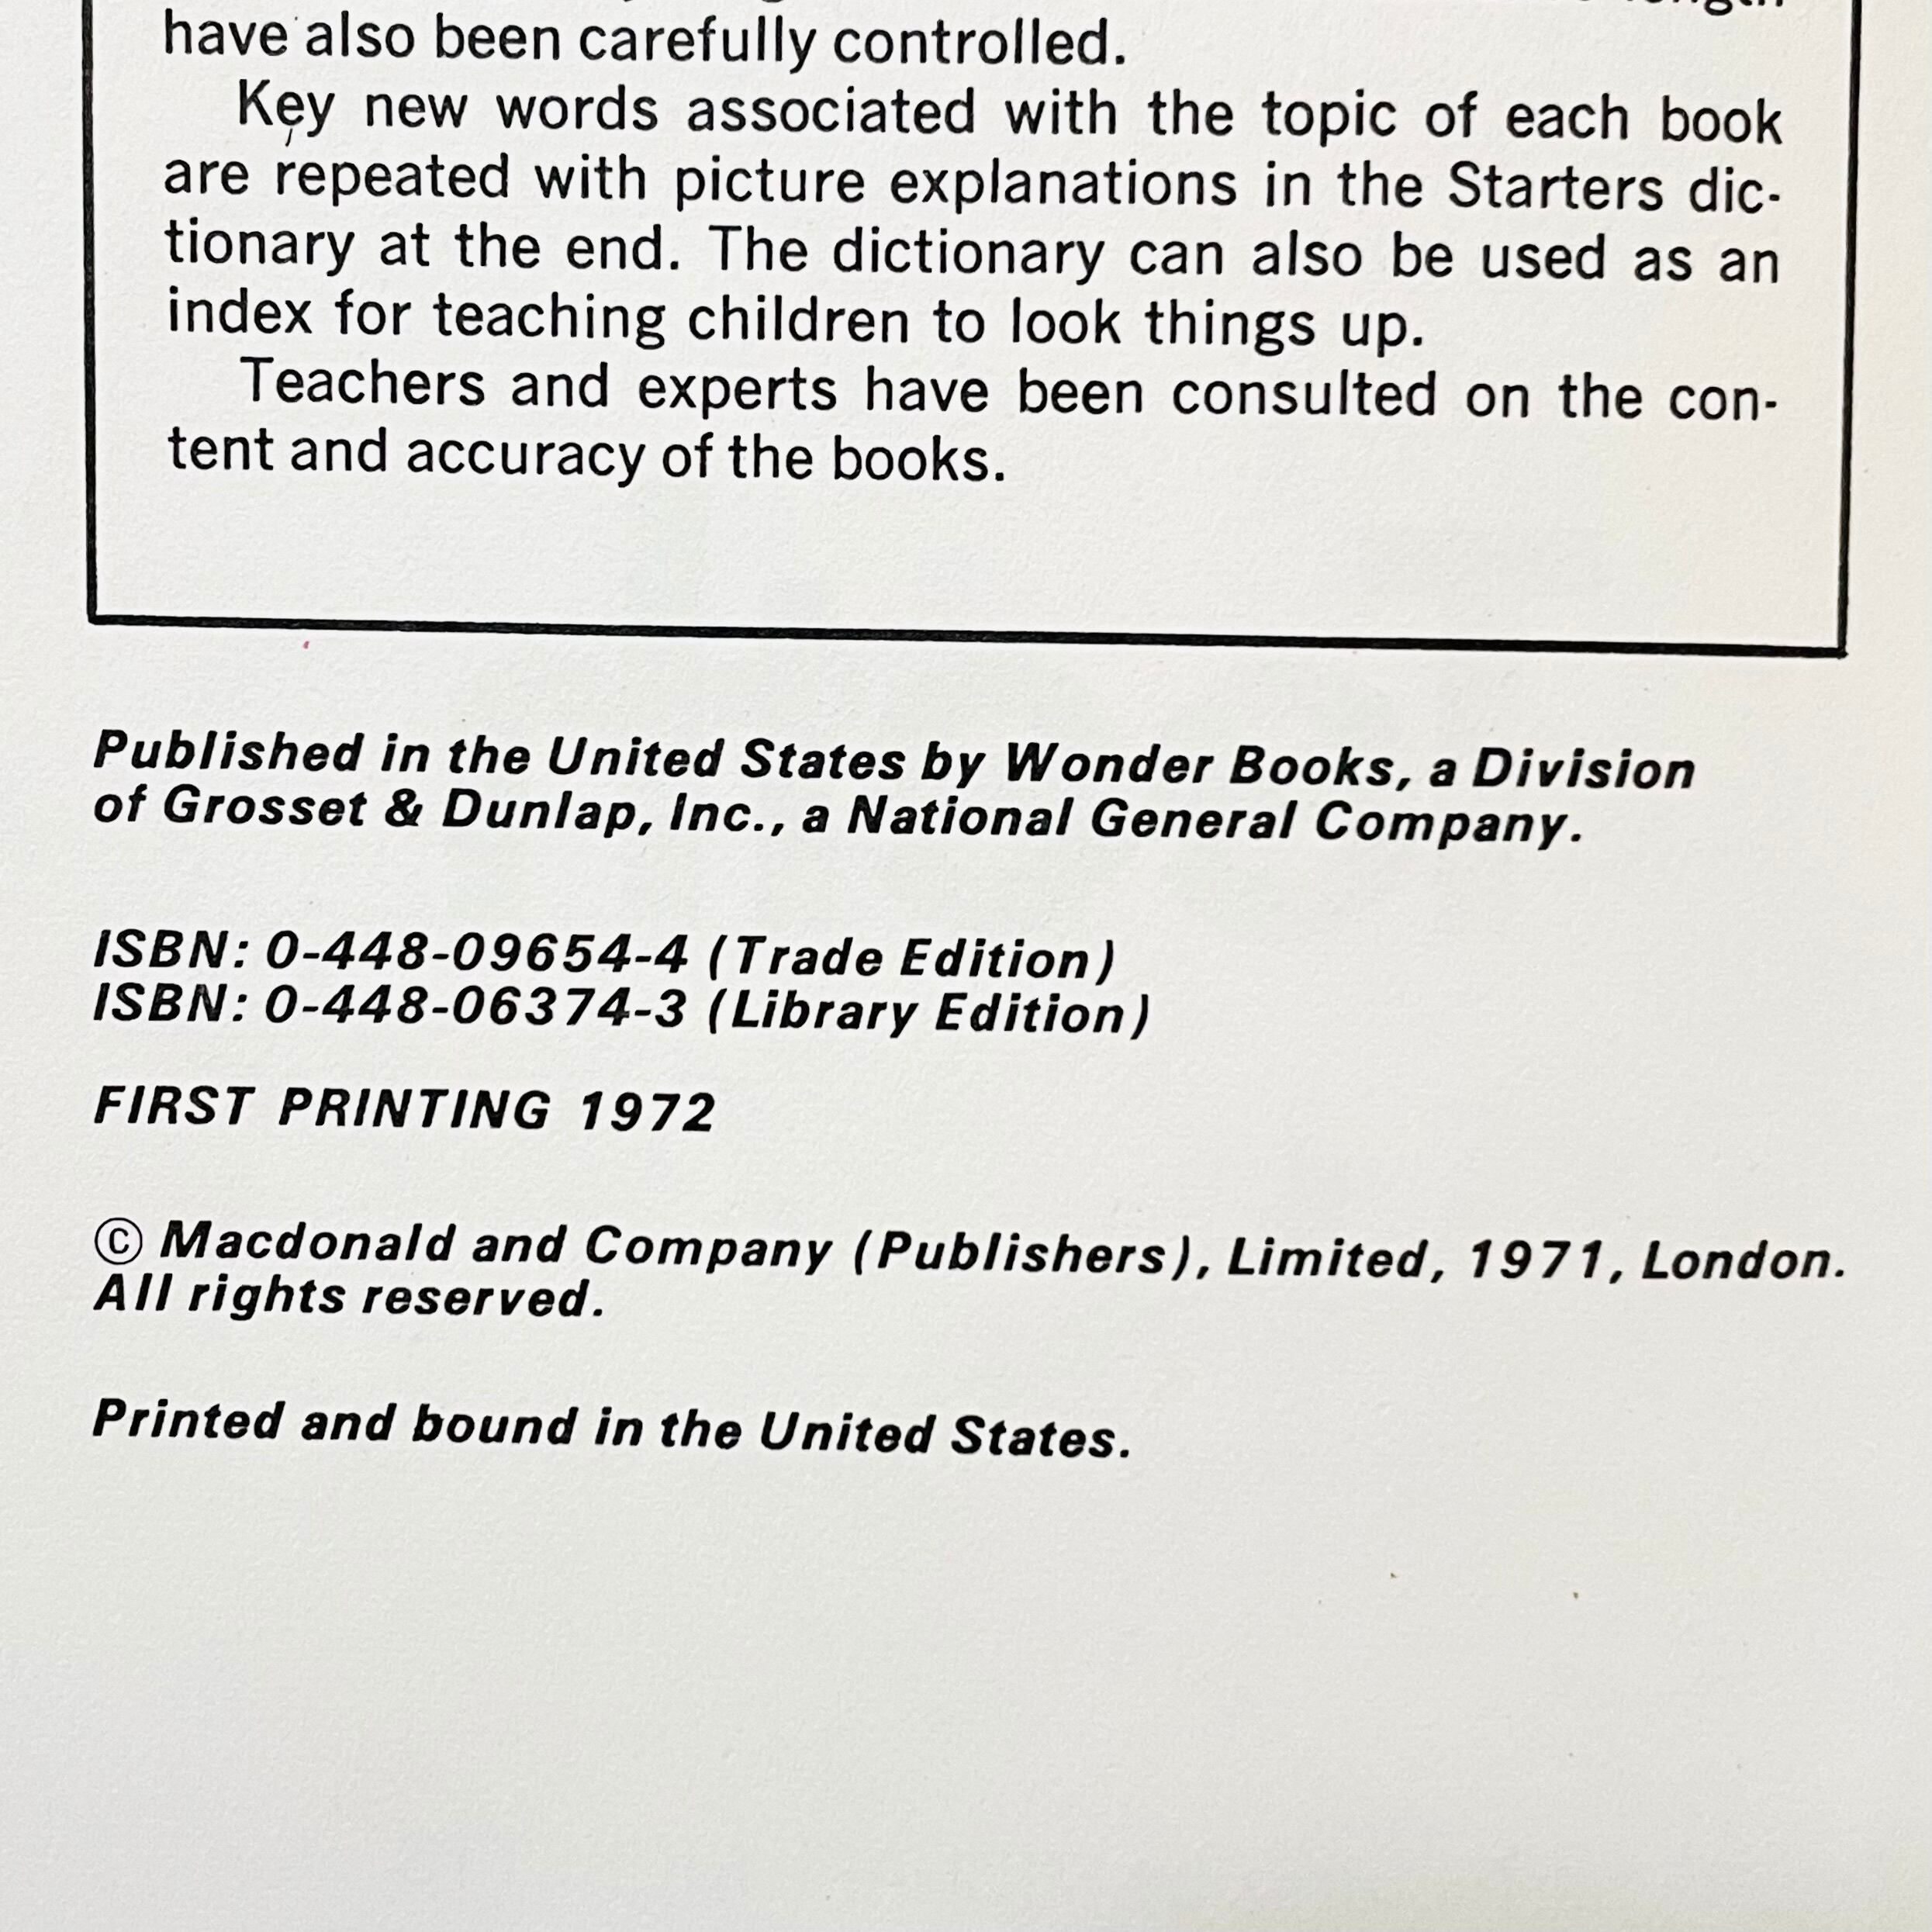 have also been carefully controlled.
Key new words associated with the topic of each book
are repeated with picture explanations in the Starters dic-
tionary at the end. The dictionary can also be used as an
index for teaching children to look things up.
Teachers and experts have been consulted on the con-
tent and accuracy of the books.
Published in the United States by Wonder Books, a Division
of Grosset & Dunlap, Inc., a National General Company.
ISBN: 0-448-09654-4 (Trade Edition)
ISBN: 0-448-06374-3 (Library Edition)
FIRST PRINTING 1972
© Macdonald and Company (Publishers), Limited, 1971, London.
All rights reserved.
Printed and bound in the United States.